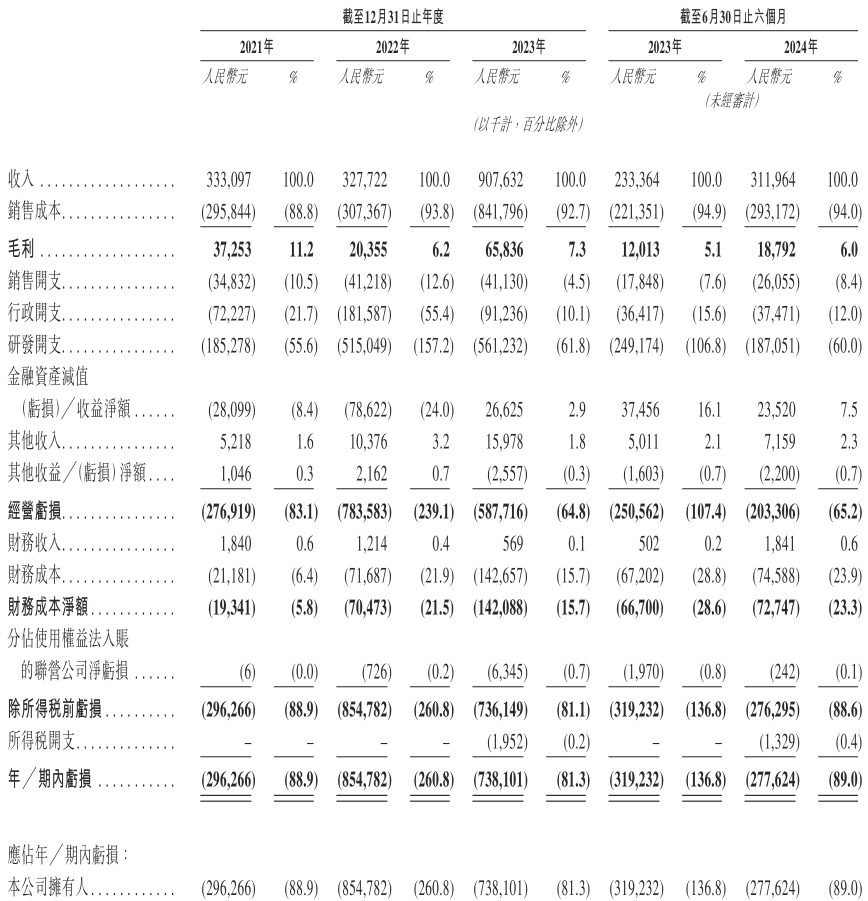 截至12月31日止年度 截至6月30日止六個月
2021年 2022年 2023年 2023年 2024年
人民幣元 % 人民幣元 % 人民幣元 % 人民幣元 % 人民幣元 %
(未經審計)
(以千計，百分比除外)
收入 ................... 333,097 100.0 327,722 100.0 907,632 100.0 233,364 100.0 311,964 100.0
銷售成本................ (295,844) (88.8) (307,367) (93.8) (841,796) (92.7) (221,351) (94.9) (293,172) (94.0)
毛利 ................... 37,253 11.2 20,355 6.2 65,836 7.3 12,013 5.1 18,792 6.0
銷售開支................ (34,832) (10.5) (41,218) (12.6) (41,130) (4.5) (17,848) (7.6) (26,055) (8.4)
行政開支................ (72,227) (21.7) (181,587) (55.4) (91,236) (10.1) (36,417) (15.6) (37,471) (12.0)
研發開支................ (185,278) (55.6) (515,049) (157.2) (561,232) (61.8) (249,174) (106.8) (187,051) (60.0)
金融資產減值
(虧損)／收益淨額 ...... (28,099) (8.4) (78,622) (24.0) 26,625 2.9 37,456 16.1 23,520 7.5
其他收入................ 5,218 1.6 10,376 3.2 15,978 1.8 5,011 2.1 7,159 2.3
其他收益／(虧損)淨額.... 1,046 0.3 2,162 0.7 (2,557) (0.3) (1,603) (0.7) (2,200) (0.7)
經營虧損................ (276,919) (83.1) (783,583) (239.1) (587,716) (64.8) (250,562) (107.4) (203,306) (65.2)
財務收入................ 1,840 0.6 1,214 0.4 569 0.1 502 0.2 1,841 0.6
財務成本................ (21,181) (6.4) (71,687) (21.9) (142,657) (15.7) (67,202) (28.8) (74,588) (23.9)
財務成本淨額............ (19,341) (5.8) (70,473) (21.5) (142,088) (15.7) (66,700) (28.6) (72,747) (23.3)
分佔使用權益法入賬
的聯營公司淨虧損 ...... (6) (0.0) (726) (0.2) (6,345) (0.7) (1,970) (0.8) (242) (0.1)
除所得稅前虧損.......... (296,266) (88.9) (854,782) (260.8) (736,149) (81.1) (319,232) (136.8) (276,295) (88.6)
所得稅開支.............. – – – – (1,952) (0.2) – – (1,329) (0.4)
年／期內虧損 ........... (296,266) (88.9) (854,782) (260.8) (738,101) (81.3) (319,232) (136.8) (277,624) (89.0)
應佔年／期內虧損：
本公司擁有人............ (296,266) (88.9) (854,782) (260.8) (738,101) (81.3) (319,232) (136.8) (277,624) (89.0)